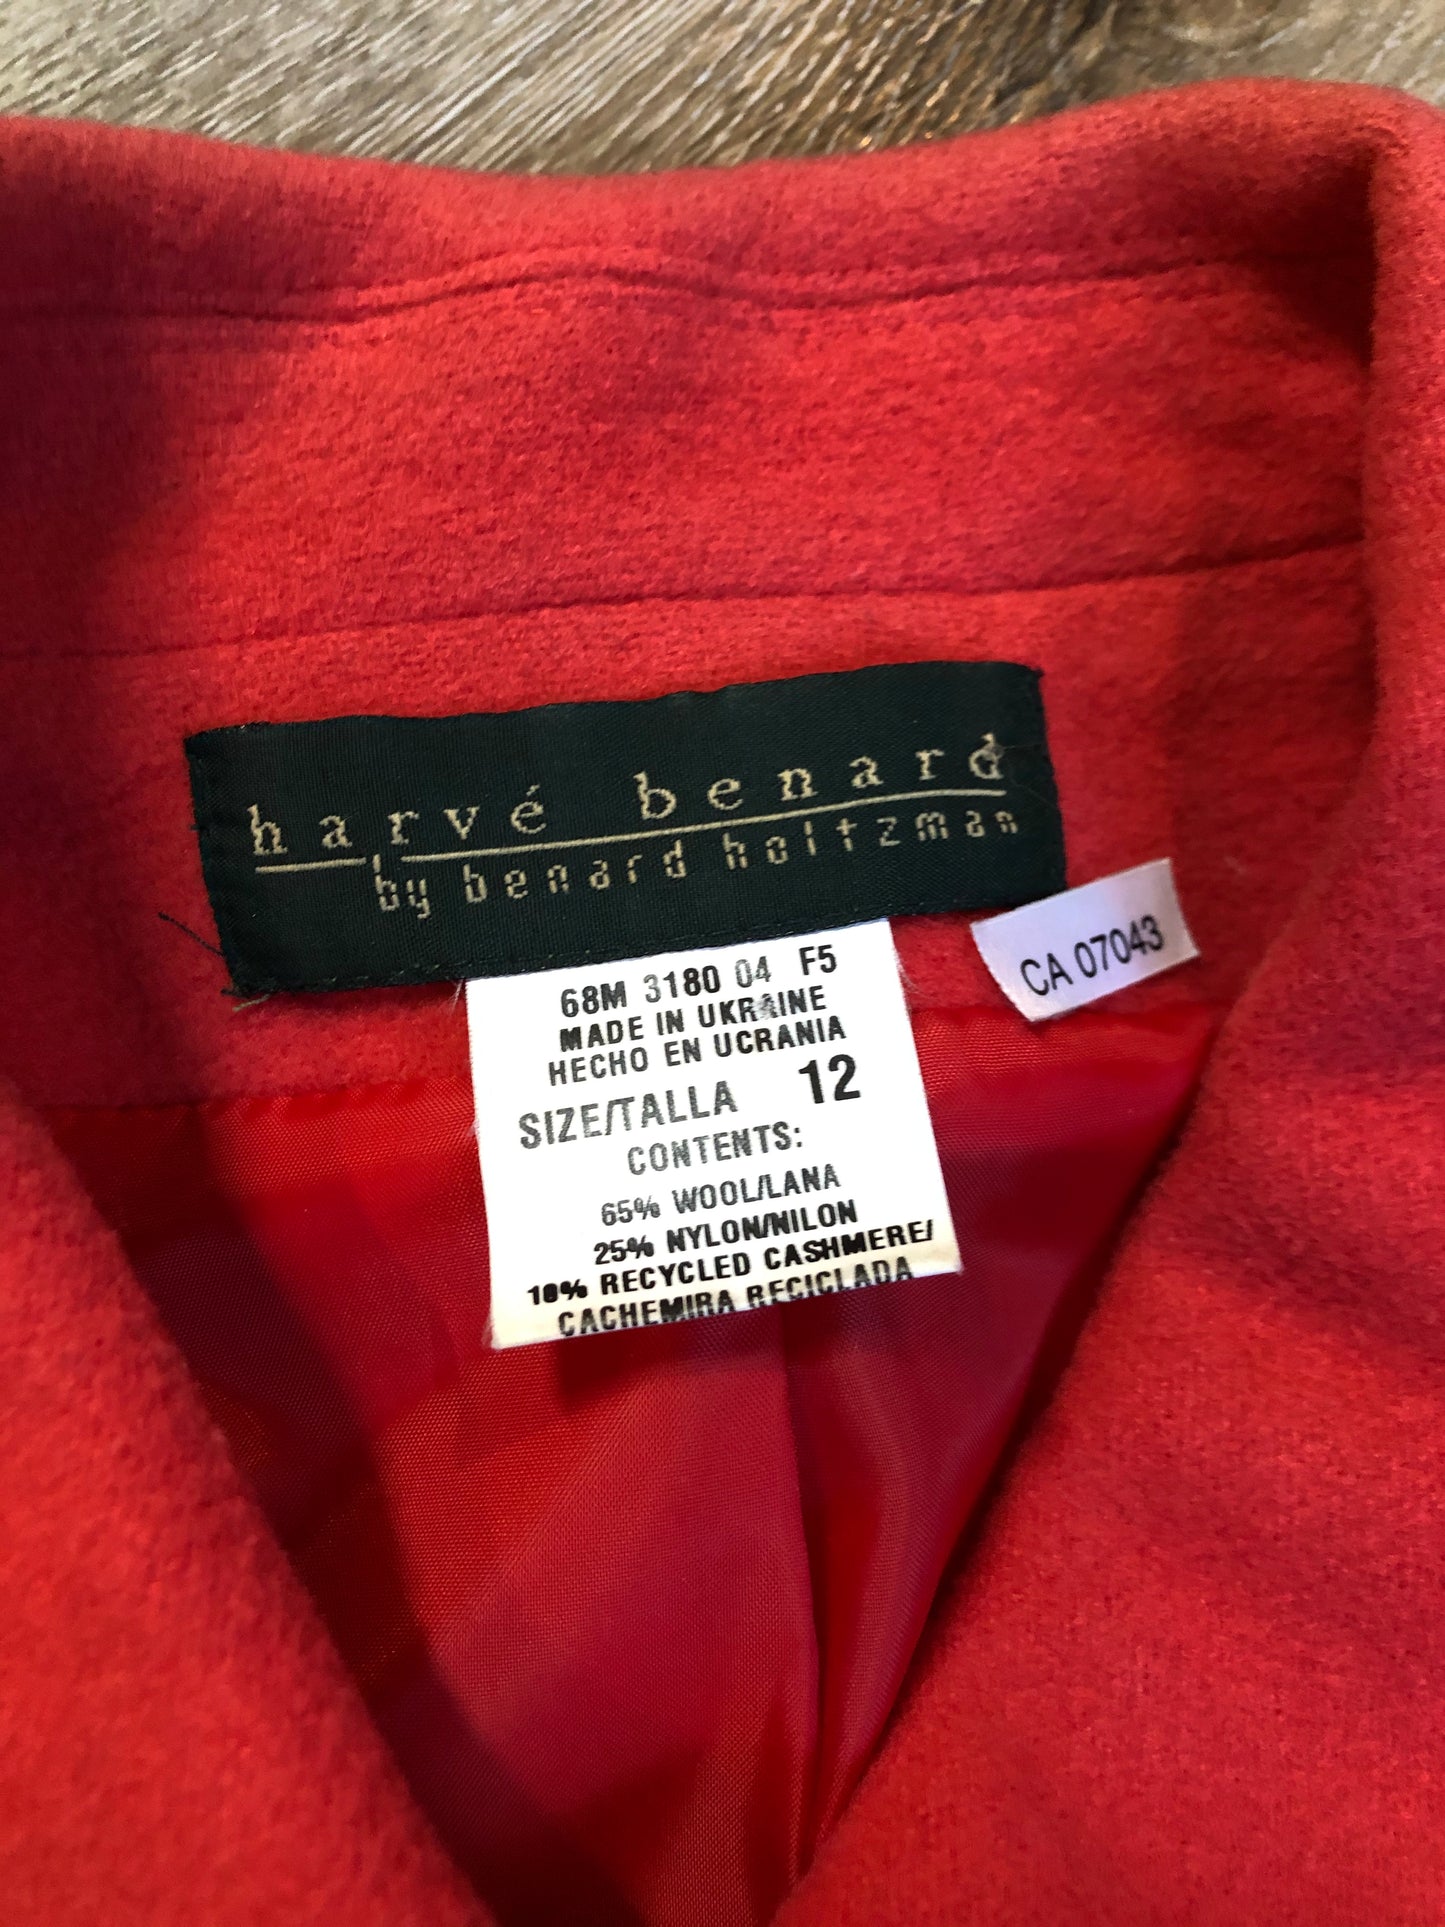 harvé benard
by benard holtzman
CA 07043
68M 3180 04 F5
MADE IN UKRAINE
HECHO EN UCRANIA
SIZE/TALLA 12
CONTENTS:
65% WOOL/LANA
25% NYLON/NILON
10% RECYCLED CASHMERE/
CACHEMIRA RECICLADA